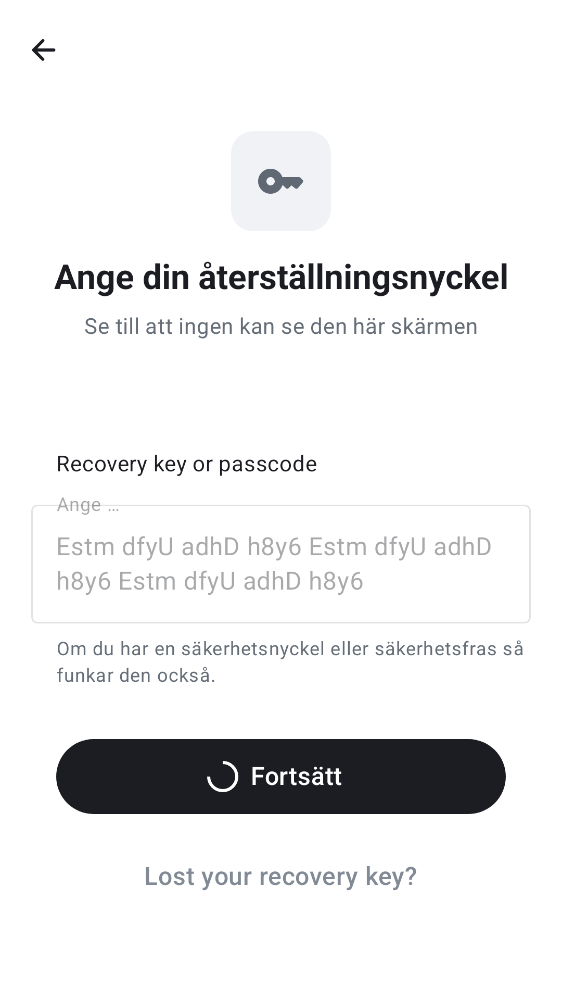 Ange din återställningsnyckel
Se till att ingen kan se den här skärmen
Recovery key or passcode
Ange …
Estm dfyU adhD h8y6 Estm dfyU adhD
h8y6 Estm dfyU adhD h8y6
Om du har en säkerhetsnyckel eller säkerhetsfras så
funkar den också.
Fortsätt
Lost your recovery key?